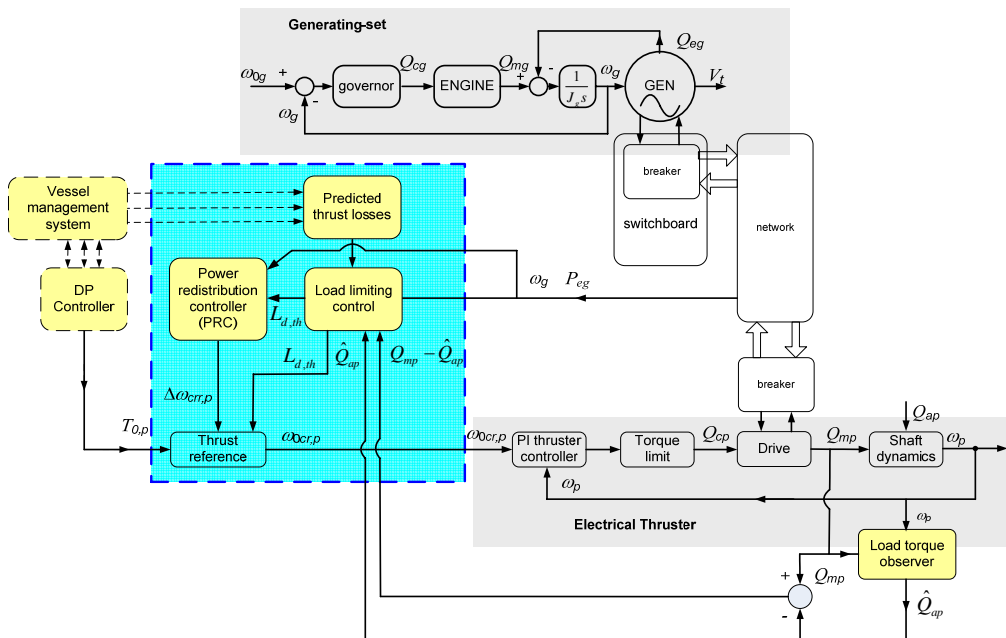 Generating-set
ω0g
+
-
ωg
governor
Qcg
ENGINE
Qmg
+
-
1
Jg s
ωg
Qeg
GEN
Vt
breaker
switchboard
network
Vessel
management
system
DP
Controller
Predicted
thrust losses
Power
redistribution
controller
(PRC)
Load limiting
control
Ld,th
Ld,th
Q̂ap
Qmp − Q̂ap
ωg
Peg
Δωcrr,p
T0,p
Thrust
reference
ω0cr,p
ω0cr,p
breaker
PI thruster
controller
Torque
limit
Qcp
Drive
Qmp
Qap
Shaft
dynamics
ωp
ωp
Electrical Thruster
ωp
Load torque
observer
+
Qmp
-
Q̂ap